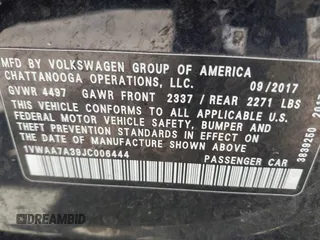 MFD BY VOLKSWAGEN GROUP OF AMERICA
CHATTANOOGA OPERATIONS, LLC. 09/2017
GVWR 4497 GAWR FRONT 2337 / REAR 2271 LBS
THIS VEHICLE CONFORMS TO ALL APPLICABLE U.S.
FEDERAL MOTOR VEHICLE SAFETY, BUMPER AND
THEFT PREVENTION STANDARDS IN EFFECT ON THE
DATE OF MANUFACTURE SHOWN ABOVE
1VWAA7A39JC006444 PASSENGER CAR
3839250
DREAMBID